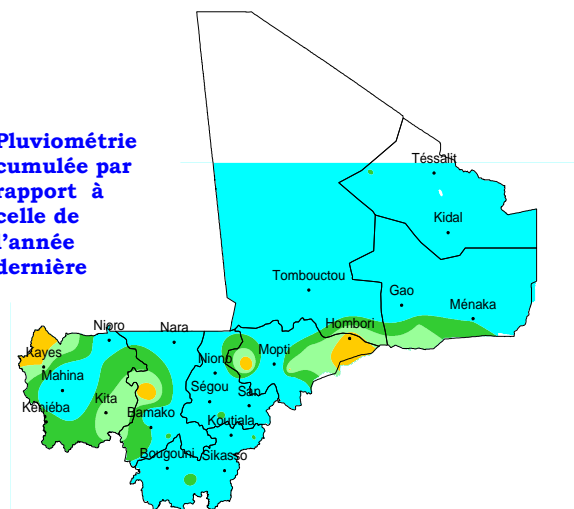 Pluviométrie
cumulée par
rapport à
celle de
l'année
dernière
Téssalit
Kidal
Tombouctou
Gao
Ménaka
Hombori
Nioro
Nara
Kayes
Niono
Mopti
Mahina
Ségou
San
Kéniéba
Kita
Bamako
Koutiala
Bougouni
Sikasso